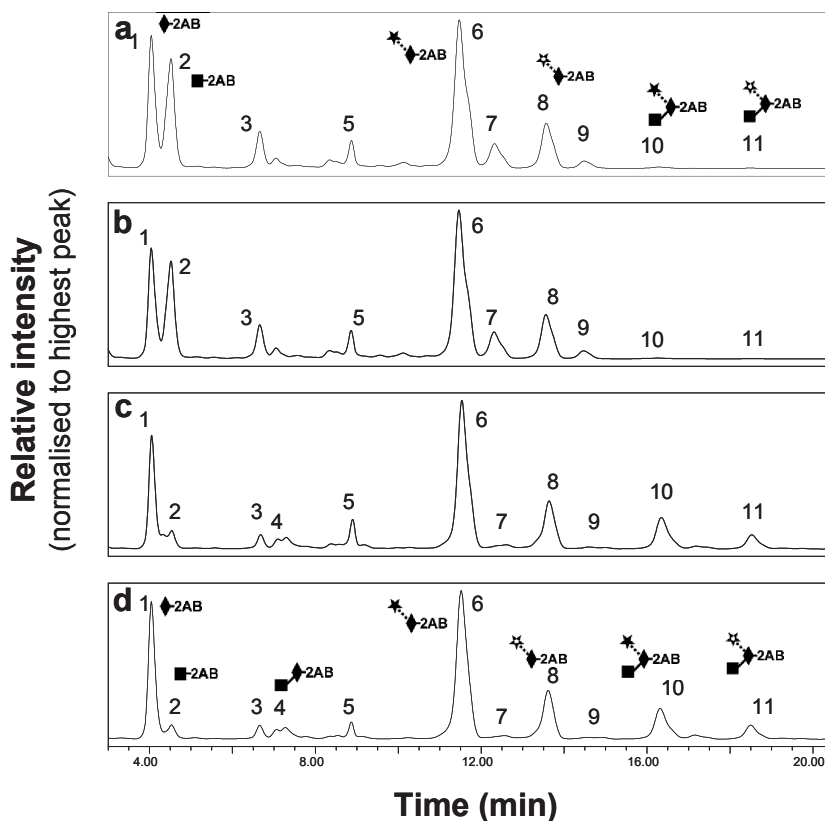 Relative intensity
(normalised to highest peak)
a
1
-2AB
2
-2AB
3
5
-2AB
6
7
-2AB
8
9
-2AB
10
-2AB
11
b
1
2
3
5
6
7
8
9
10
11
c
1
2
3
4
5
6
7
8
9
10
11
d
1
-2AB
2
-2AB
3
-2AB
4
5
-2AB
6
7
-2AB
8
9
-2AB
10
-2AB
11
4.00 8.00 12.00 16.00 20.00
Time (min)